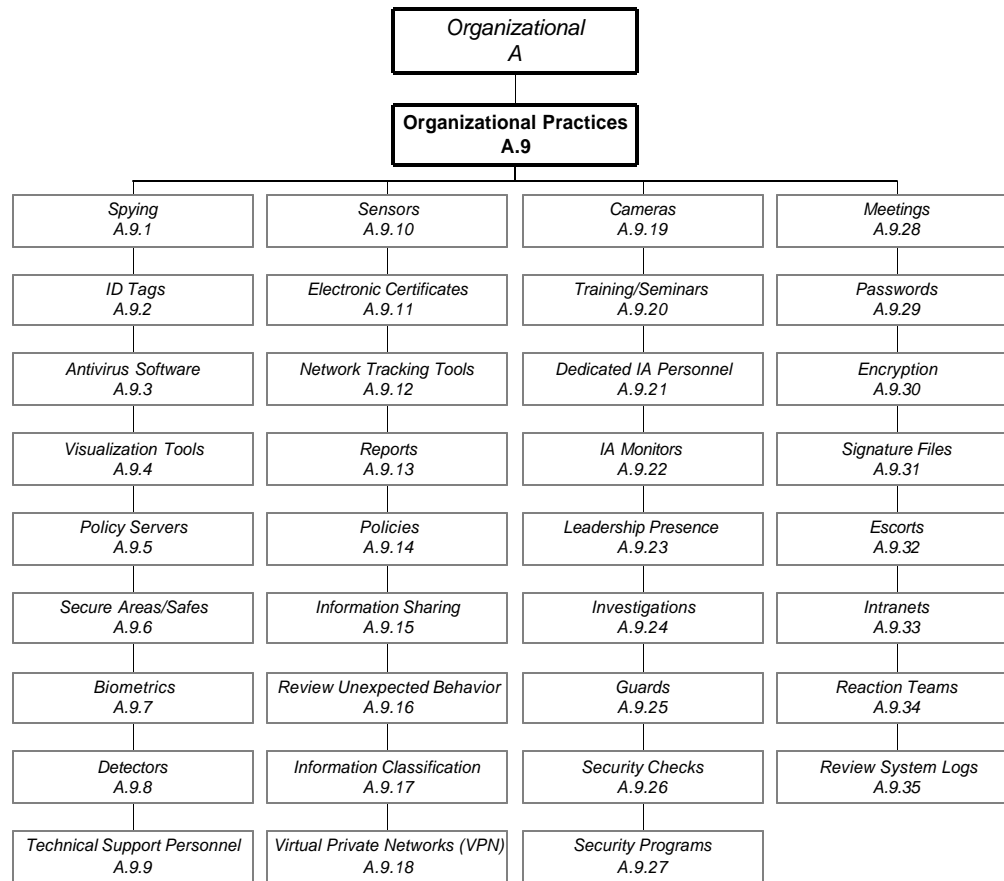 Organizational
A
Organizational Practices
A.9
Spying
A.9.1
ID Tags
A.9.2
Antivirus Software
A.9.3
Visualization Tools
A.9.4
Policy Servers
A.9.5
Secure Areas/Safes
A.9.6
Biometrics
A.9.7
Detectors
A.9.8
Technical Support Personnel
A.9.9
Sensors
A.9.10
Electronic Certificates
A.9.11
Network Tracking Tools
A.9.12
Reports
A.9.13
Policies
A.9.14
Information Sharing
A.9.15
Review Unexpected Behavior
A.9.16
Information Classification
A.9.17
Virtual Private Networks (VPN)
A.9.18
Cameras
A.9.19
Training/Seminars
A.9.20
Dedicated IA Personnel
A.9.21
IA Monitors
A.9.22
Leadership Presence
A.9.23
Investigations
A.9.24
Guards
A.9.25
Security Checks
A.9.26
Security Programs
A.9.27
Meetings
A.9.28
Passwords
A.9.29
Encryption
A.9.30
Signature Files
A.9.31
Escorts
A.9.32
Intranets
A.9.33
Reaction Teams
A.9.34
Review System Logs
A.9.35